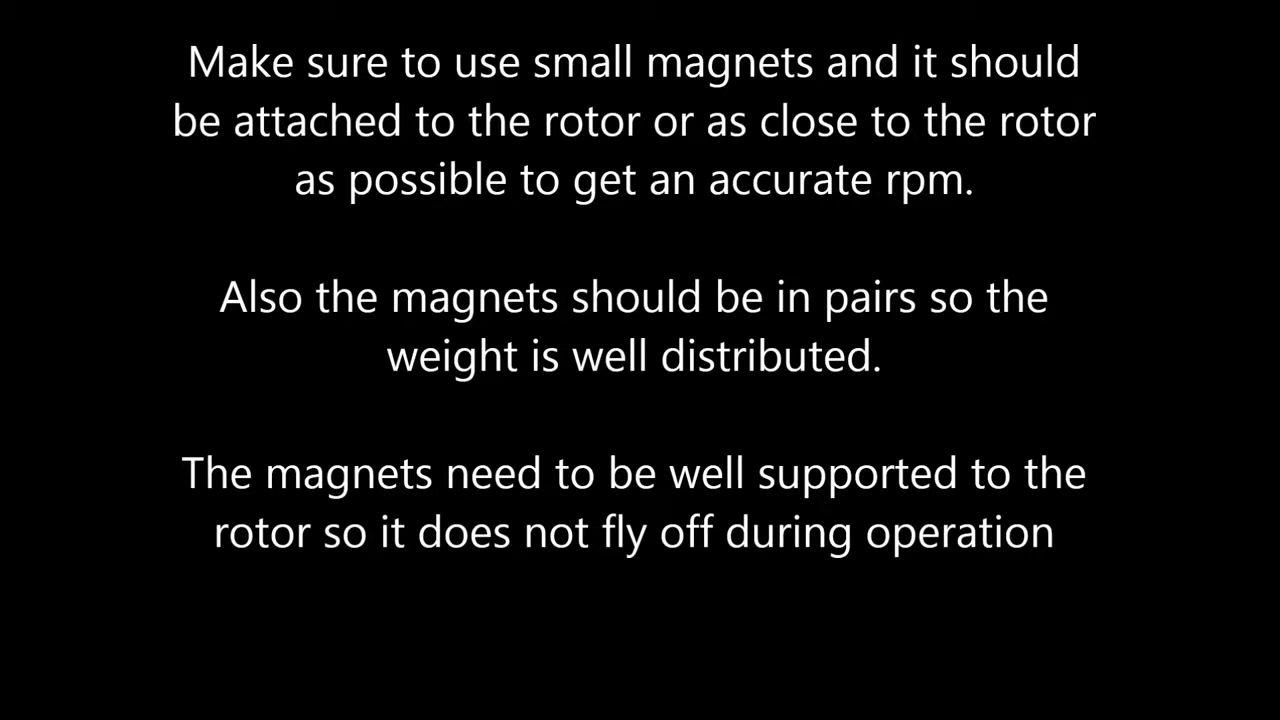 Make sure to use small magnets and it should
be attached to the rotor or as close to the rotor
as possible to get an accurate rpm.
Also the magnets should be in pairs so the
weight is well distributed.
The magnets need to be well supported to the
rotor so it does not fly off during operation